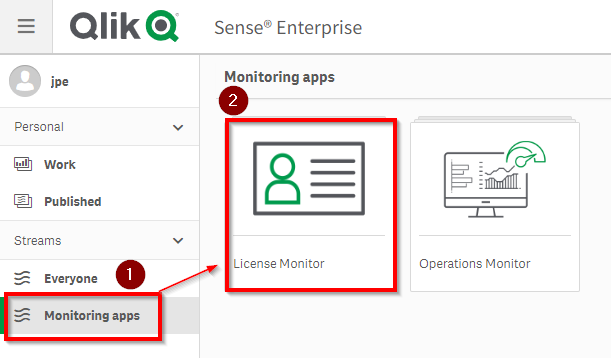 Qlik Q Sense® Enterprise
jpe
Monitoring apps
Personal
2
Work
Published
Streams
1
Everyone
License Monitor
Operations Monitor
Monitoring apps